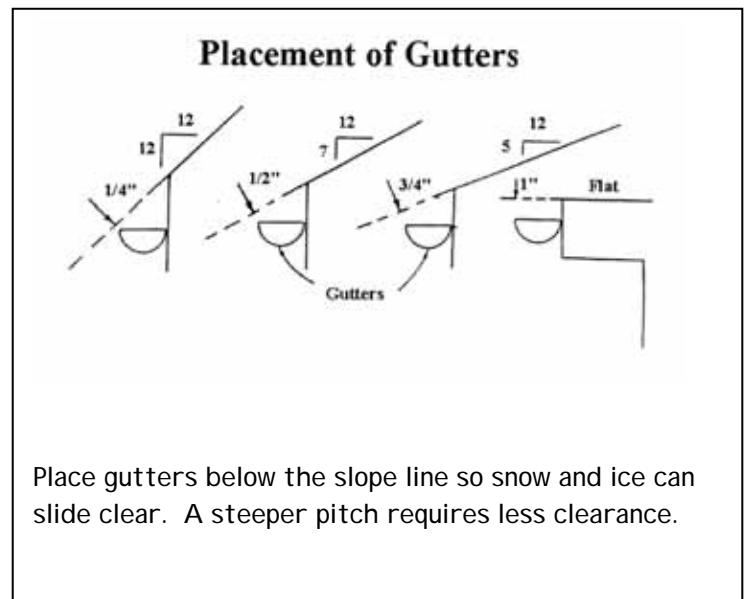 Placement of Gutters
12
12
1/4"
12
7
1/2"
12
5
3/4"
1"
Flat
Gutters
Place gutters below the slope line so snow and ice can
slide clear. A steeper pitch requires less clearance.